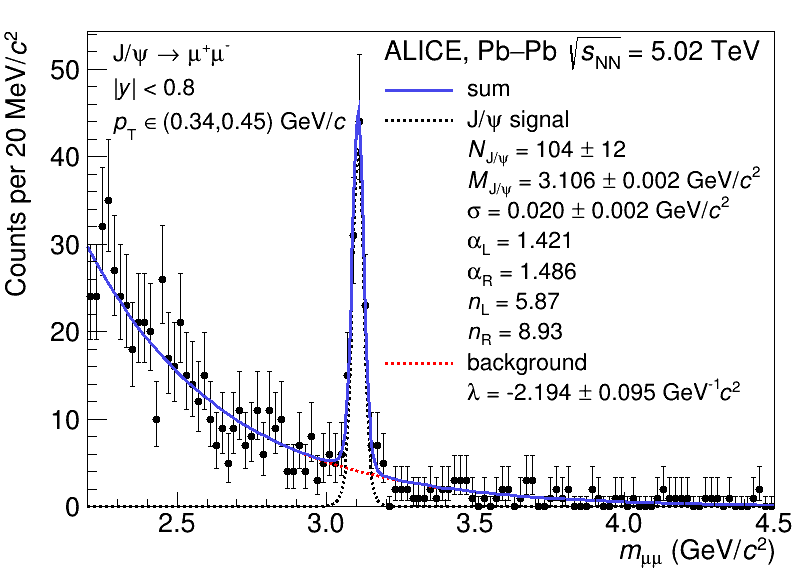 J/ψ → μ⁺μ⁻
|y| < 0.8
p_T ∈ (0.34,0.45) GeV/c
ALICE, Pb–Pb √s_NN = 5.02 TeV
sum
J/ψ signal
N_J/ψ = 104 ± 12
M_J/ψ = 3.106 ± 0.002 GeV/c²
σ = 0.020 ± 0.002 GeV/c²
α_L = 1.421
α_R = 1.486
n_L = 5.87
n_R = 8.93
background
λ = -2.194 ± 0.095 GeV⁻¹c²
Counts per 20 MeV/c²
50
40
30
20
10
0
2.5 3.0 3.5 4.0 4.5
m_μμ (GeV/c²)